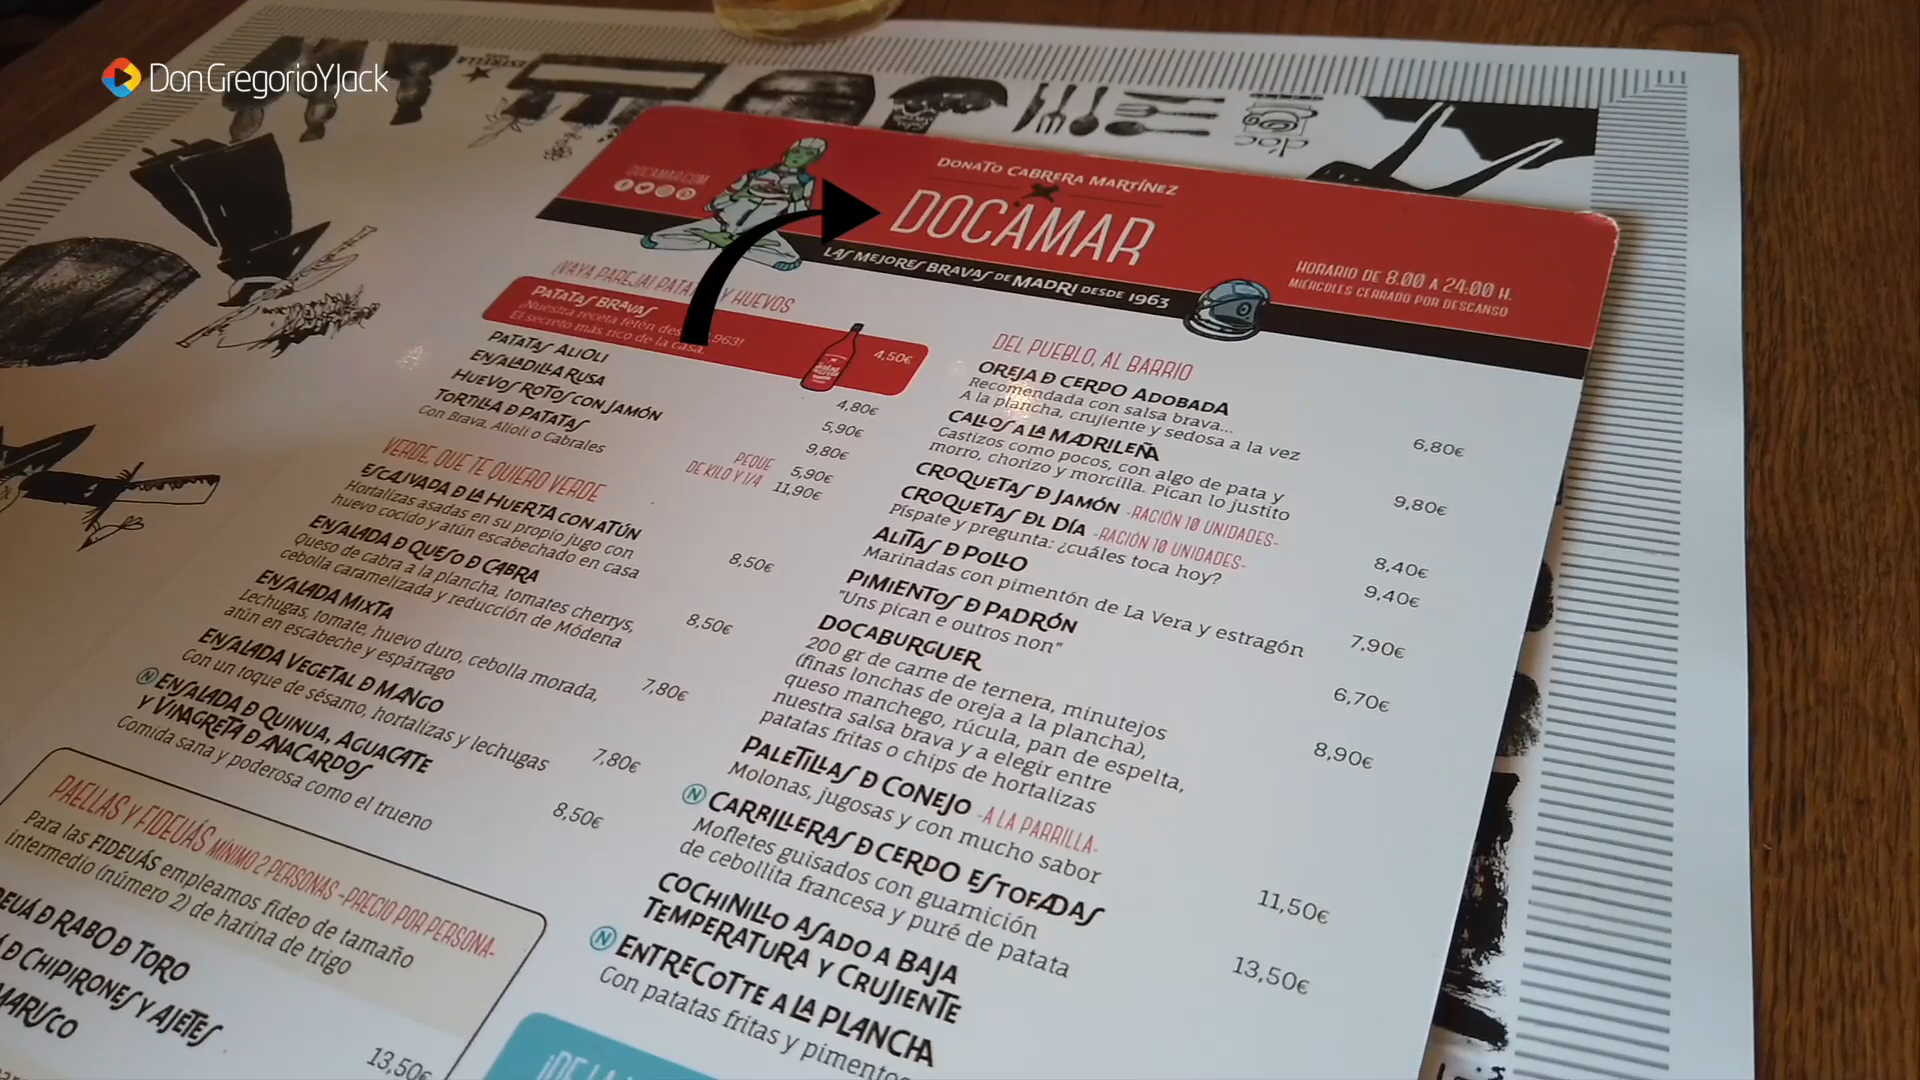 DonGregorioYJack
DOCAMAR.COM
DONATO CABRERA MARTÍNEZ
DOCAMAR
LAS MEJORES BRAVAS DE MADRI DESDE 1963
HORARIO DE 8.00 A 24.00 H.
MIÉRCOLES CERRADO POR DESCANSO
¡VAYA PAREJA! Y HUEVOS
PATATAS BRAVAS
¡Nuestra receta fetén 963!
El secreto más rico de la casa.
4,50€
PATATAS ALIOLI
4,80€
ENSALADILLA RUSA
5,90€
HUEVOS ROTOS CON JAMÓN
9,80€
TORTILLA D PATATAS
Con Brava, Alioli o Cabrales
PEQUE 5,90€
DE KILO Y 1/4 11,90€
VERDE, QUE TE QUIERO VERDE
ESCALIVADA D LA HUERTA CON ATÚN
Hortalizas asadas en su propio jugo con
huevo cocido y atún escabechado en casa
8,50€
ENSALADA D QUESO D CABRA
Queso de cabra a la plancha, tomates cherrys,
cebolla caramelizada y reducción de Módena
8,50€
ENSALADA MIXTA
Lechugas, tomate, huevo duro, cebolla morada,
atún en escabeche y espárrago
7,80€
ENSALADA VEGETAL D MANGO
Con un toque de sésamo, hortalizas y lechugas
7,80€
N ENSALADA D QUINUA, AGUACATE
Y VINAGRETA D ANACARDOS
Comida sana y poderosa como el trueno
8,50€
PAELLAS Y FIDEUÁS MÍNIMO 2 PERSONAS -PRECIO POR PERSONA-
Para las FIDEUÁS empleamos fideo de tamaño
intermedio (número 2) de harina de trigo
D RABO D TORO
D CHIPIRONES Y AJETES
13,50€
DEL PUEBLO, AL BARRIO
OREJA D CERDO ADOBADA
Recomendada con salsa brava...
A la plancha, crujiente y sedosa a la vez
6,80€
CALLOS A LA MADRILEÑA
Castizos como pocos, con algo de pata y
morro, chorizo y morcilla. Pican lo justito
9,80€
CROQUETAS D JAMÓN -RACIÓN 10 UNIDADES-
8,40€
CROQUETAS DL DÍA -RACIÓN 10 UNIDADES-
Píspate y pregunta: ¿cuáles toca hoy?
9,40€
ALITAS D POLLO
Marinadas con pimentón de La Vera y estragón
7,90€
PIMIENTOS D PADRÓN
"Uns pican e outros non"
6,70€
DOCABURGUER
200 gr de carne de ternera, minutejos
(finas lonchas de oreja a la plancha),
queso manchego, rúcula, pan de espelta,
nuestra salsa brava y a elegir entre
patatas fritas o chips de hortalizas
8,90€
PALETILLAS D CONEJO -A LA PARRILLA-
Molonas, jugosas y con mucho sabor
11,50€
N CARRILLERAS D CERDO ESTOFADAS
Mofletes guisados con guarnición
de cebollita francesa y puré de patata
13,50€
COCHINILLO ASADO A BAJA
TEMPERATURA Y CRUJIENTE
N ENTRECOTTE A LA PLANCHA
Con patatas fritas y